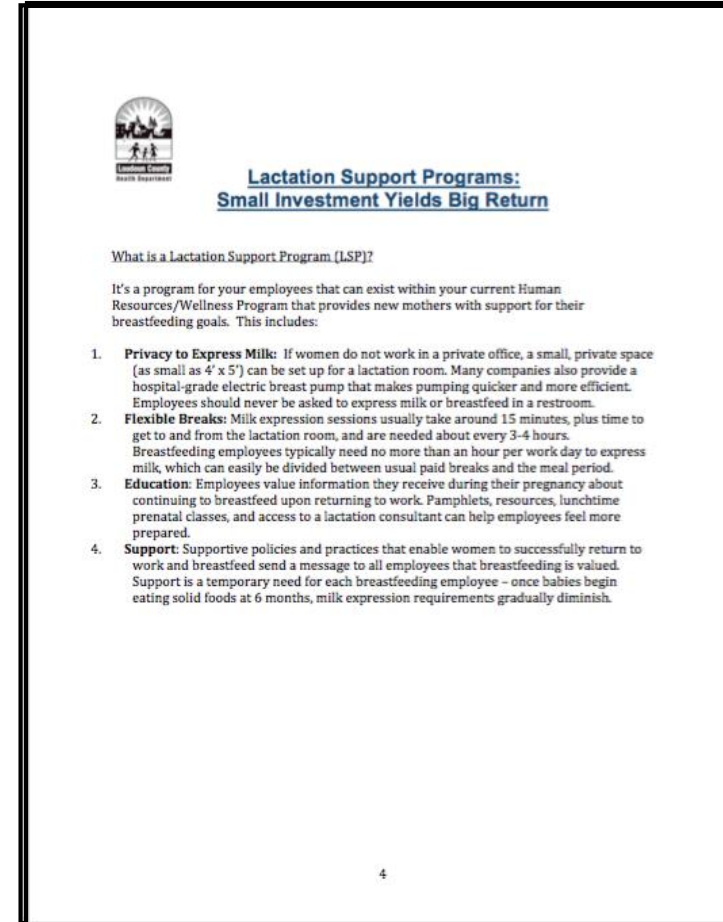 Loudoun County
Health Department
Lactation Support Programs:
Small Investment Yields Big Return
What is a Lactation Support Program (LSP)?
It's a program for your employees that can exist within your current Human
Resources/Wellness Program that provides new mothers with support for their
breastfeeding goals. This includes:
1. Privacy to Express Milk: If women do not work in a private office, a small, private space
(as small as 4' x 5') can be set up for a lactation room. Many companies also provide a
hospital-grade electric breast pump that makes pumping quicker and more efficient.
Employees should never be asked to express milk or breastfeed in a restroom.
2. Flexible Breaks: Milk expression sessions usually take around 15 minutes, plus time to
get to and from the lactation room, and are needed about every 3-4 hours.
Breastfeeding employees typically need no more than an hour per work day to express
milk, which can easily be divided between usual paid breaks and the meal period.
3. Education: Employees value information they receive during their pregnancy about
continuing to breastfeed upon returning to work. Pamphlets, resources, lunchtime
prenatal classes, and access to a lactation consultant can help employees feel more
prepared.
4. Support: Supportive policies and practices that enable women to successfully return to
work and breastfeed send a message to all employees that breastfeeding is valued.
Support is a temporary need for each breastfeeding employee – once babies begin
eating solid foods at 6 months, milk expression requirements gradually diminish.
4